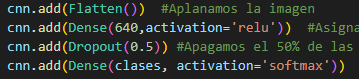 cnn.add(Flatten())  #Aplanamos la imagen
cnn.add(Dense(640,activation='relu'))  #Asigna
cnn.add(Dropout(0.5))  #Apagamos el 50% de las
cnn.add(Dense(clases, activation='softmax'))